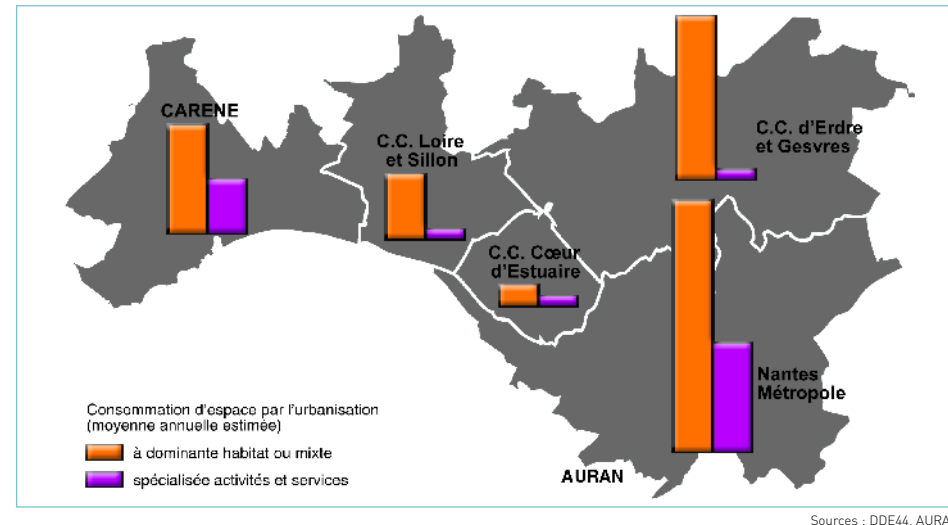 CARENE
C.C. Loire
et Sillon
C.C. d'Erdre
et Gesvres
C.C. Cœur
d'Estuaire
Nantes
Métropole
Consommation d'espace par l'urbanisation
(moyenne annuelle estimée)
à dominante habitat ou mixte
spécialisée activités et services
AURAN
Sources : DDE44, AURA